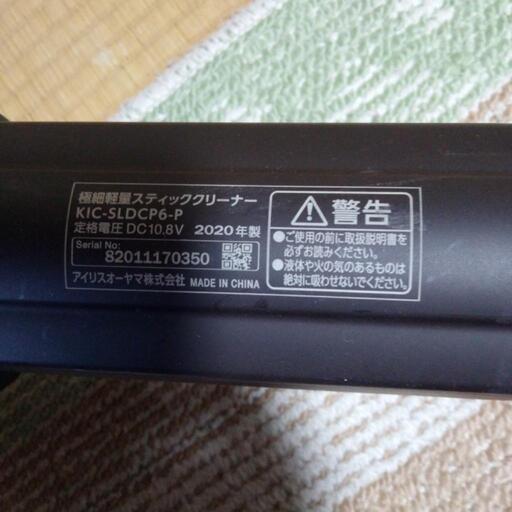 極細軽量スティッククリーナー
KIC-SLDCP6-P
定格電圧 DC10.8V 2020年製
Serial No:
82011170350
アイリスオーヤマ株式会社 MADE IN CHINA
警告
●ご使用の前に取扱説明書を
必ずお読みください。
●液体や火の気のあるものは
絶対に吸わせないでください。